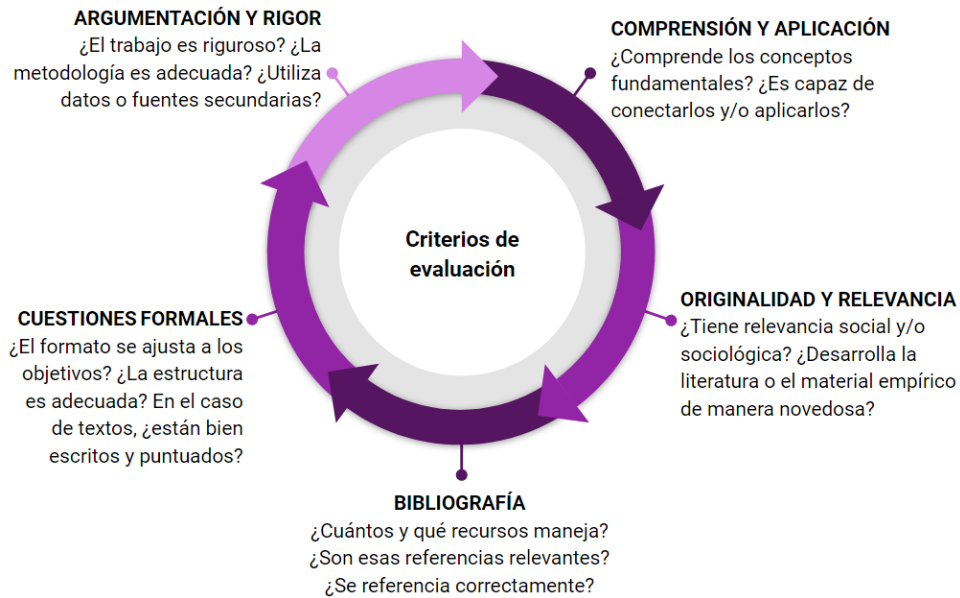 ARGUMENTACIÓN Y RIGOR
¿El trabajo es riguroso? ¿La
metodología es adecuada? ¿Utiliza
datos o fuentes secundarias?
COMPRENSIÓN Y APLICACIÓN
¿Comprende los conceptos
fundamentales? ¿Es capaz de
conectarlos y/o aplicarlos?
Criterios de
evaluación
ORIGINALIDAD Y RELEVANCIA
¿Tiene relevancia social y/o
sociológica? ¿Desarrolla la
literatura o el material empírico
de manera novedosa?
CUESTIONES FORMALES
¿El formato se ajusta a los
objetivos? ¿La estructura
es adecuada? En el caso
de textos, ¿están bien
escritos y puntuados?
BIBLIOGRAFÍA
¿Cuántos y qué recursos maneja?
¿Son esas referencias relevantes?
¿Se referencia correctamente?